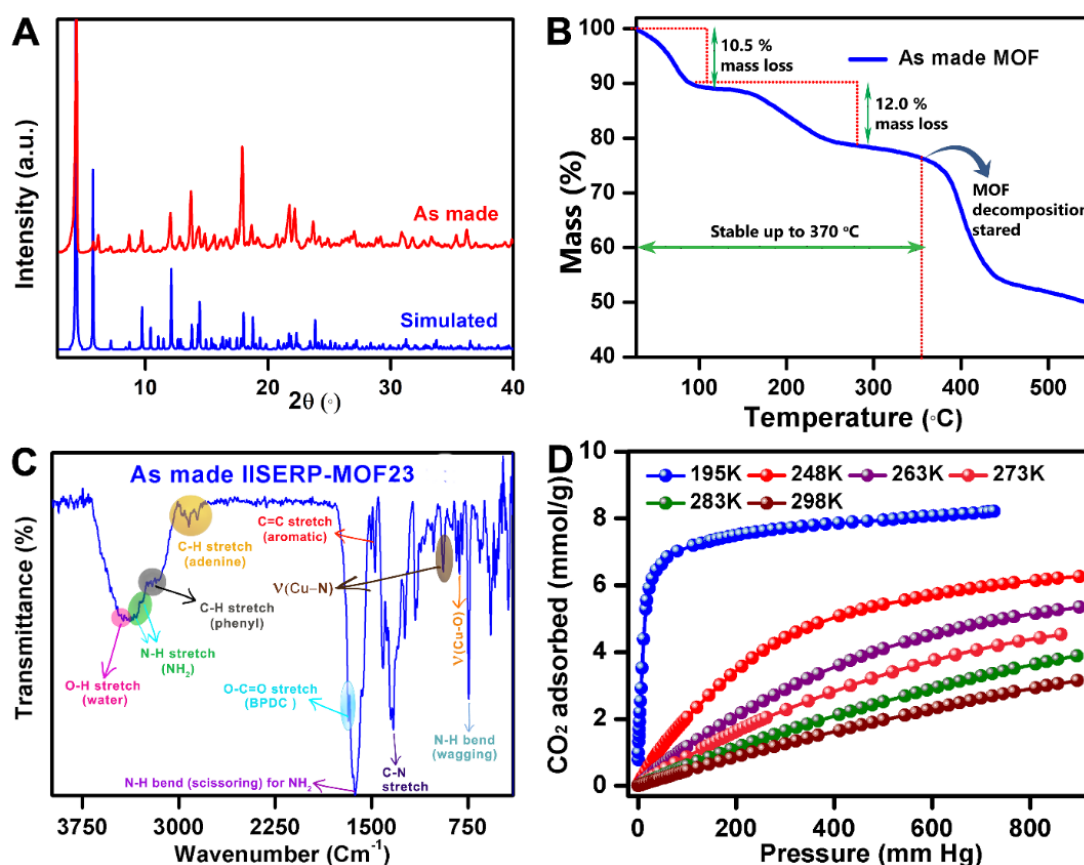 A
Intensity (a.u.)
As made
Simulated
10
20
30
40
2θ (◦)
B
Mass (%)
100
90
80
70
60
50
40
10.5 %
mass loss
12.0 %
mass loss
As made MOF
MOF
decomposition
stared
Stable up to 370 °C
0
100
200
300
400
500
Temperature (◦C)
C
As made IISERP-MOF23
Transmittance (%)
C=C stretch
(aromatic)
C-H stretch
(adenine)
ν(Cu–N)
C-H stretch
(phenyl)
N-H stretch
(NH2)
O-H stretch
(water)
O-C=O stretch
(BPDC )
ν(Cu-O)
N-H bend
(wagging)
C-N
stretch
N-H bend (scissoring) for NH2
3750
3000
2250
1500
750
Wavenumber (Cm⁻¹)
D
CO2 adsorbed (mmol/g)
10
8
6
4
2
0
195K
248K
263K
273K
283K
298K
0
200
400
600
800
Pressure (mm Hg)